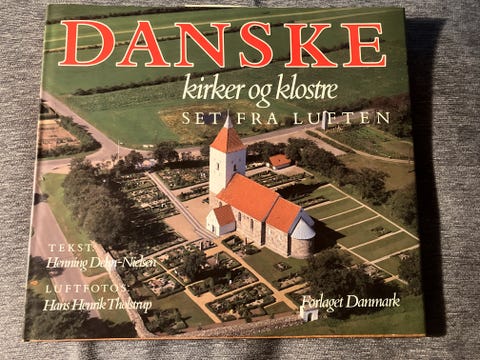 DANSKE
kirker og klostre
SET FRA LUFTEN
TEKST
Henning Dehn-Nielsen
LUFTFOTOS
Hans Henrik Tholstrup
Forlaget Danmark